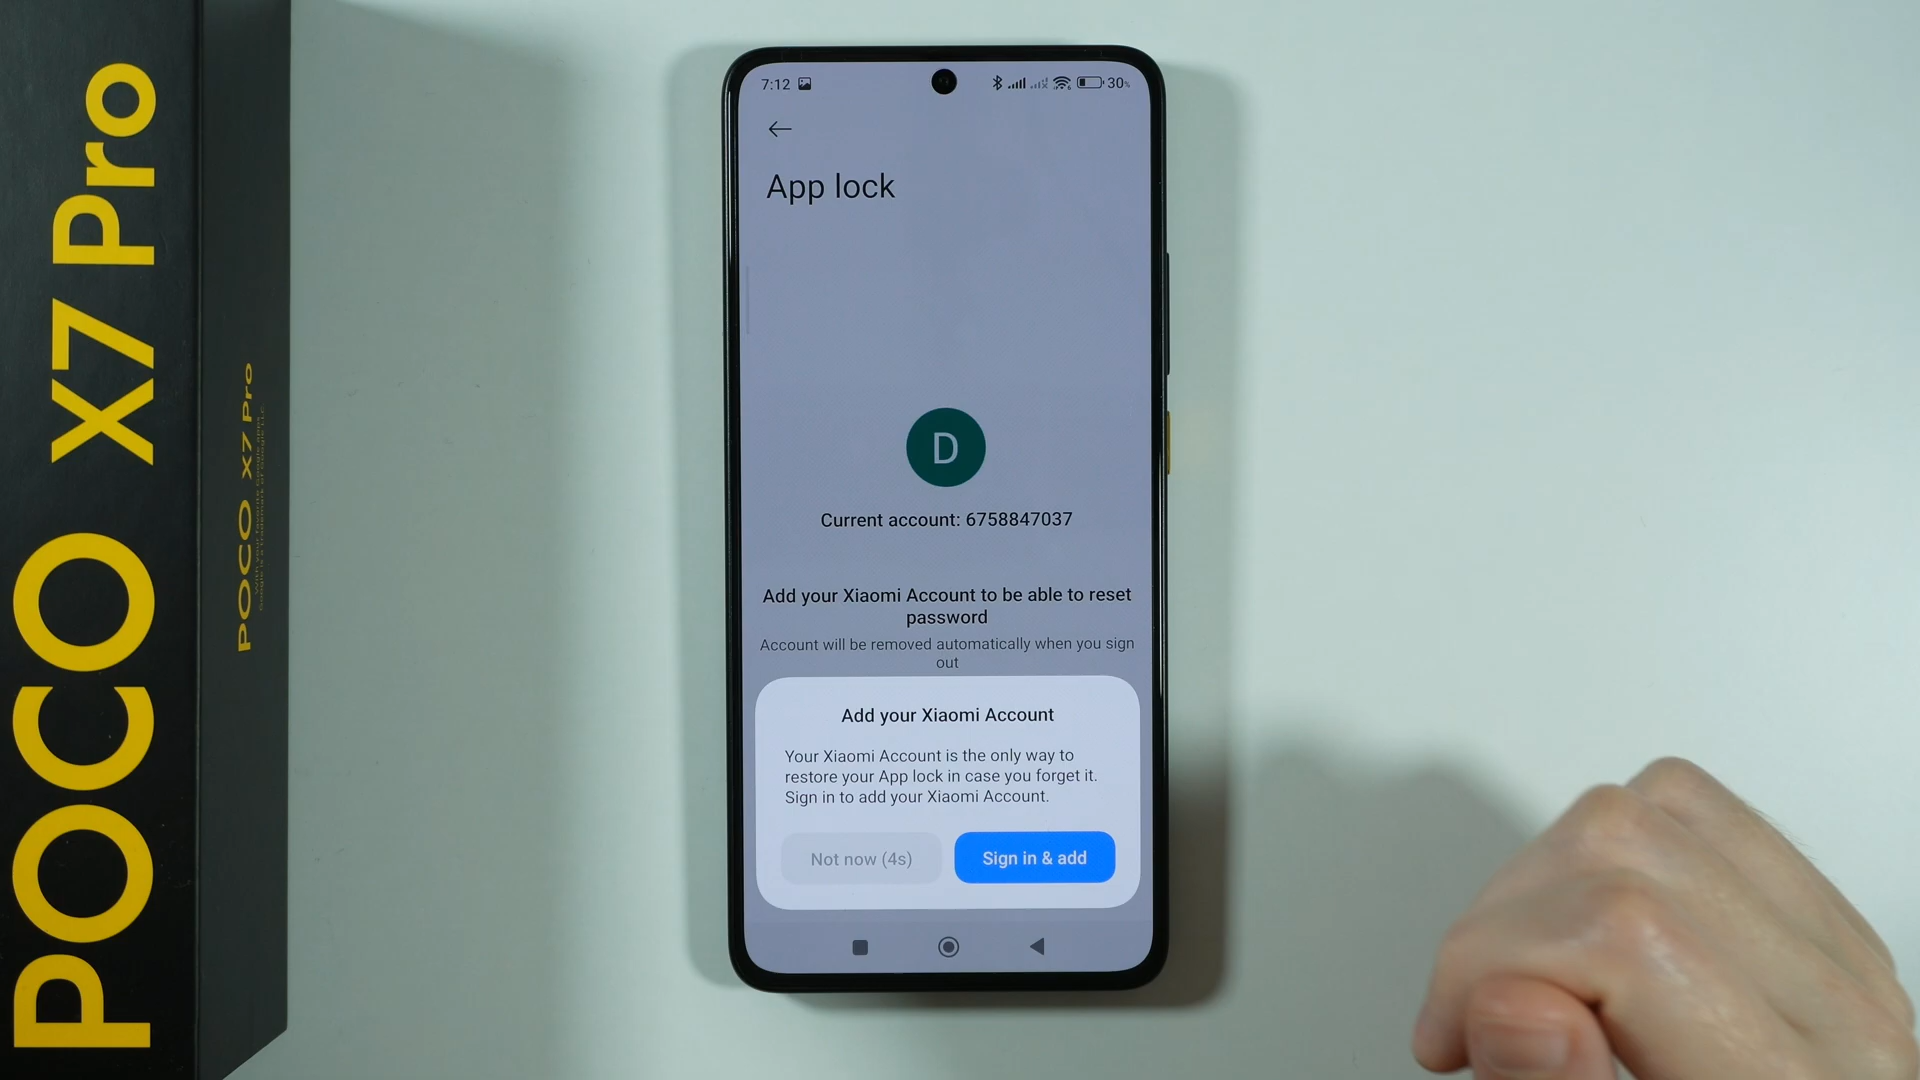 POCO X7 Pro
POCO X7 Pro
7:12
30%
App lock
D
Current account: 6758847037
Add your Xiaomi Account to be able to reset
password
Account will be removed automatically when you sign
out
Add your Xiaomi Account
Your Xiaomi Account is the only way to
restore your App lock in case you forget it.
Sign in to add your Xiaomi Account.
Not now (4s)
Sign in & add